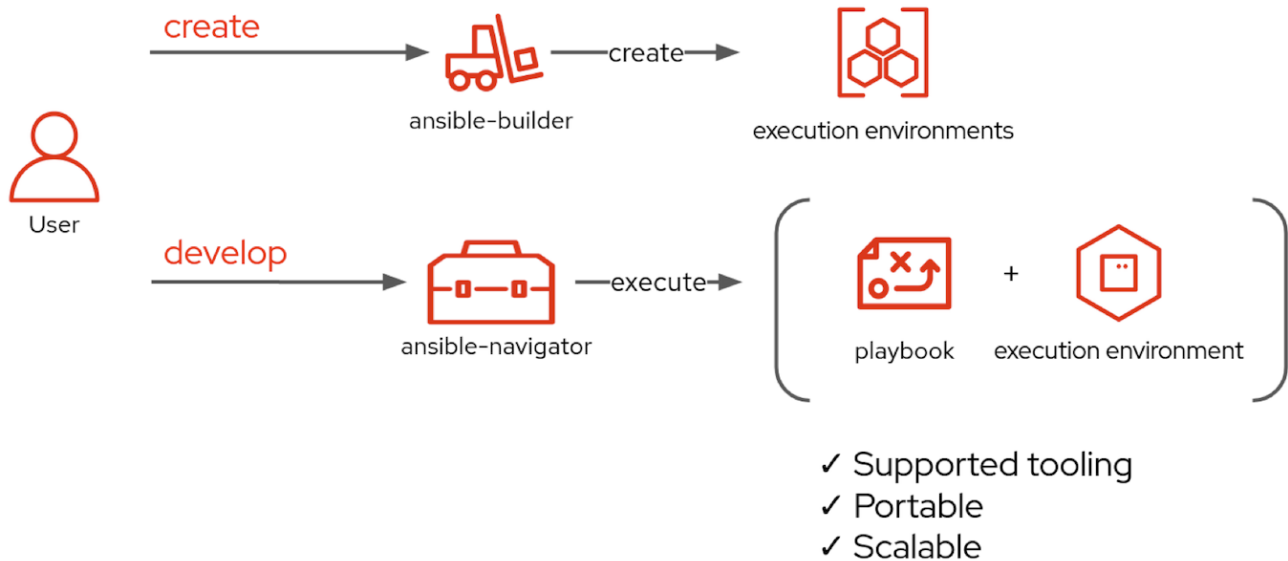 create
create
ansible-builder
execution environments
User
develop
execute
ansible-navigator
+
playbook
execution environment
✓ Supported tooling
✓ Portable
✓ Scalable